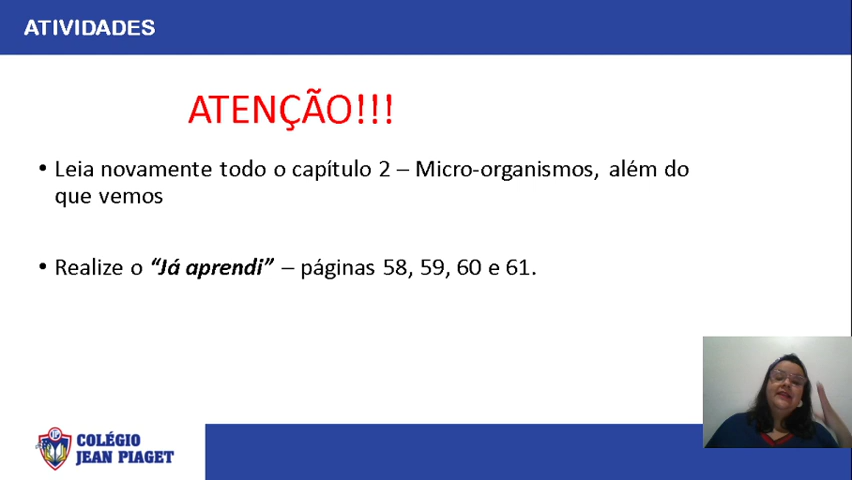 ATIVIDADES
ATENÇÃO!!!
• Leia novamente todo o capítulo 2 – Micro-organismos, além do
que vemos
• Realize o “Já aprendi” – páginas 58, 59, 60 e 61.
COLÉGIO
JEAN PIAGET